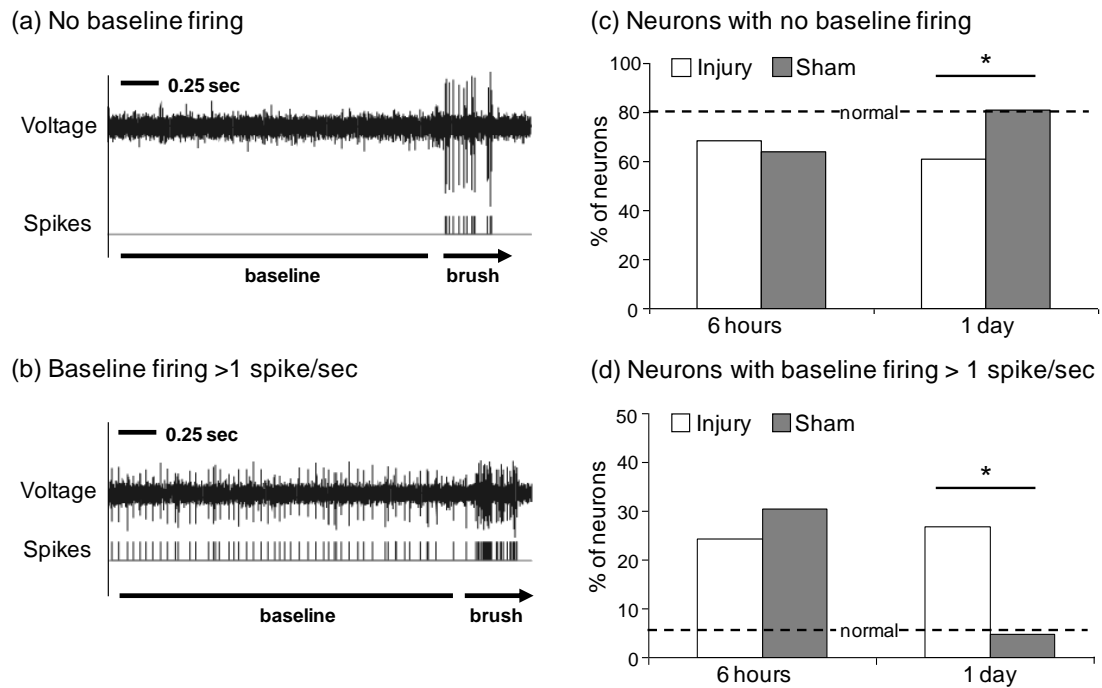 (a) No baseline firing
0.25 sec
Voltage
Spikes
baseline
brush
(b) Baseline firing >1 spike/sec
0.25 sec
Voltage
Spikes
baseline
brush
(c) Neurons with no baseline firing
Injury Sham
*
100
80
60
40
20
0
% of neurons
normal
6 hours 1 day
(d) Neurons with baseline firing > 1 spike/sec
Injury Sham
*
50
40
30
20
10
0
% of neurons
normal
6 hours 1 day